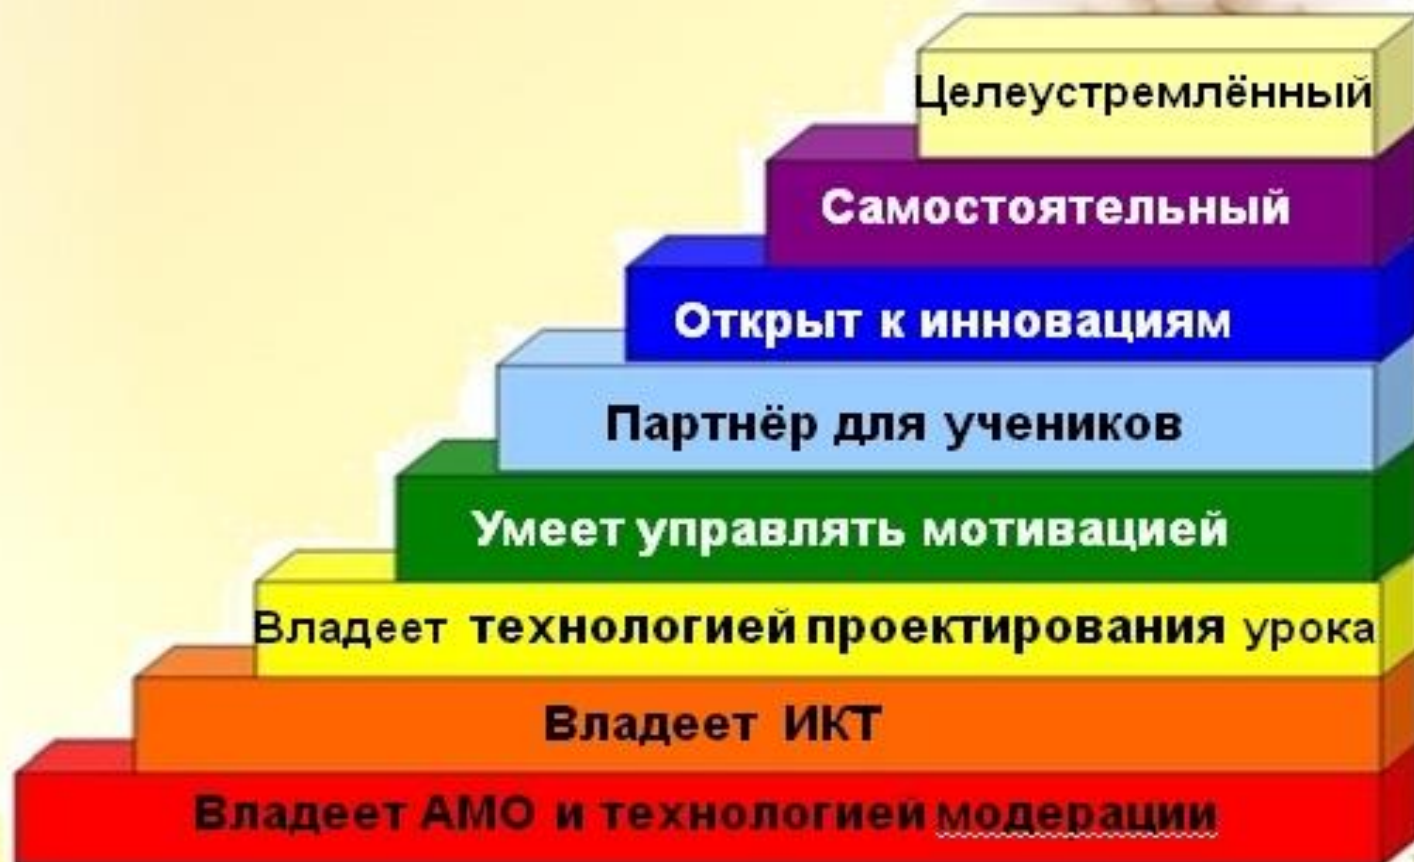 Целеустремлённый
Самостоятельный
Открыт к инновациям
Партнёр для учеников
Умеет управлять мотивацией
Владеет технологией проектирования урока
Владеет ИКТ
Владеет АМО и технологией модерации